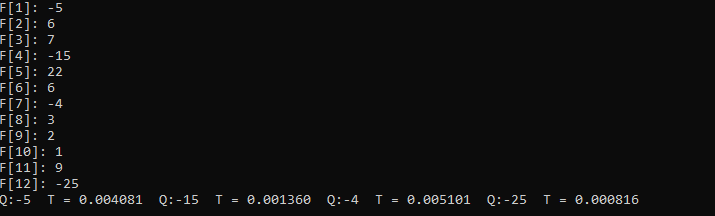 F[1]: -5
F[2]: 6
F[3]: 7
F[4]: -15
F[5]: 22
F[6]: 6
F[7]: -4
F[8]: 3
F[9]: 2
F[10]: 1
F[11]: 9
F[12]: -25
Q:-5  T = 0.004081  Q:-15  T = 0.001360  Q:-4  T = 0.005101  Q:-25  T = 0.000816